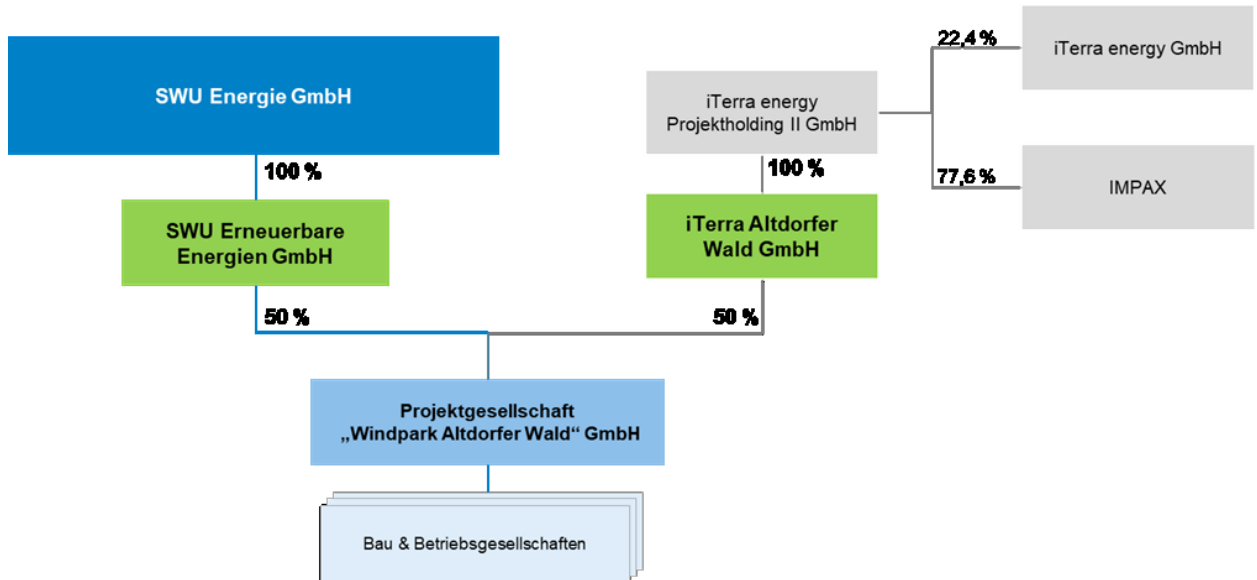 22,4 %
iTerra energy GmbH
SWU Energie GmbH
iTerra energy
Projektholding II GmbH
100 %
100 %
77,6 %
IMPAX
SWU Erneuerbare
Energien GmbH
iTerra Altdorfer
Wald GmbH
50 %
50 %
Projektgesellschaft
„Windpark Altdorfer Wald“ GmbH
Bau & Betriebsgesellschaften